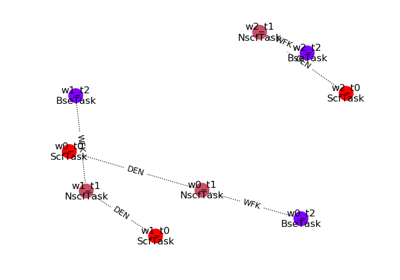 w2_t1
NscfTask
WFK
w2_t2
BseTask
DEN
w2_t0
ScfTask
w1_t2
BseTask
WFK
w0_t0
ScfTask
DEN
w1_t1
NscfTask
w0_t1
NscfTask
WFK
DEN
w0_t2
BseTask
w1_t0
ScfTask